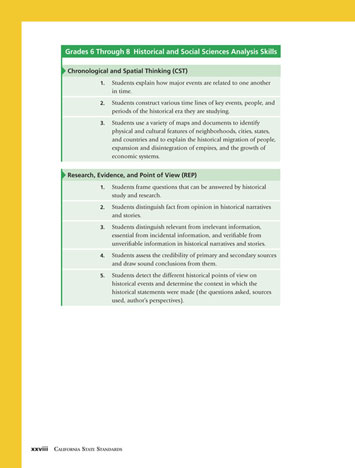 Grades 6 Through 8 Historical and Social Sciences Analysis Skills
Chronological and Spatial Thinking (CST)
1. Students explain how major events are related to one another
in time.
2. Students construct various time lines of key events, people, and
periods of the historical era they are studying.
3. Students use a variety of maps and documents to identify
physical and cultural features of neighborhoods, cities, states,
and countries and to explain the historical migration of people,
expansion and disintegration of empires, and the growth of
economic systems.
Research, Evidence, and Point of View (REP)
1. Students frame questions that can be answered by historical
study and research.
2. Students distinguish fact from opinion in historical narratives
and stories.
3. Students distinguish relevant from irrelevant information,
essential from incidental information, and verifiable from
unverifiable information in historical narratives and stories.
4. Students assess the credibility of primary and secondary sources
and draw sound conclusions from them.
5. Students detect the different historical points of view on
historical events and determine the context in which the
historical statements were made (the questions asked, sources
used, author's perspectives).
xxviii CALIFORNIA STATE STANDARDS